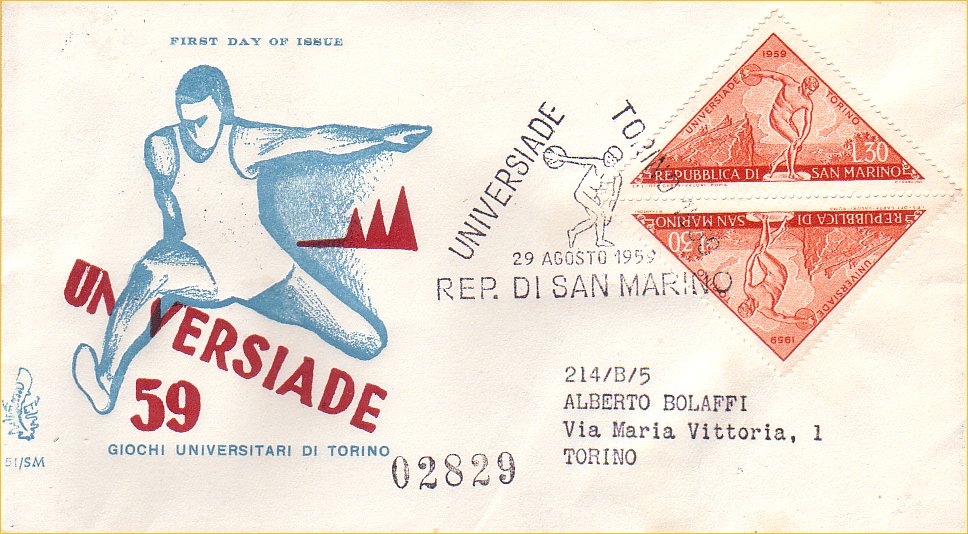 FIRST DAY OF ISSUE
UNIVERSIADE
59
GIOCHI UNIVERSITARI DI TORINO
51/SM
02829
UNIVERSIADE TORINO
29 AGOSTO 1959
REP. DI SAN MARINO
1959
UNIVERSIADE TORINO
L.30
REPUBBLICA DI SAN MARINO
REPUBBLICA DI SAN MARINO
L.30
UNIVERSIADE
1959
214/B/5
ALBERTO BOLAFFI
Via Maria Vittoria, 1
TORINO